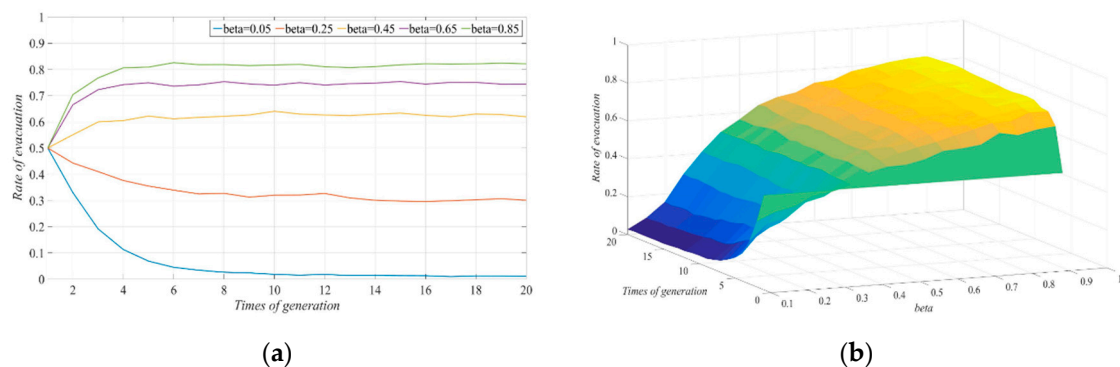 beta=0.05 beta=0.25 beta=0.45 beta=0.65 beta=0.85
1
0.9
0.8
0.7
0.6
0.5
0.4
0.3
0.2
0.1
0
2 4 6 8 10 12 14 16 18 20
Rate of evacuation
Times of generation
(a)
1
0.8
0.6
0.4
0.2
0
Rate of evacuation
20
15
10
5
0
Times of generation
0.1 0.2 0.3 0.4 0.5 0.6 0.7 0.8 0.9
beta
(b)